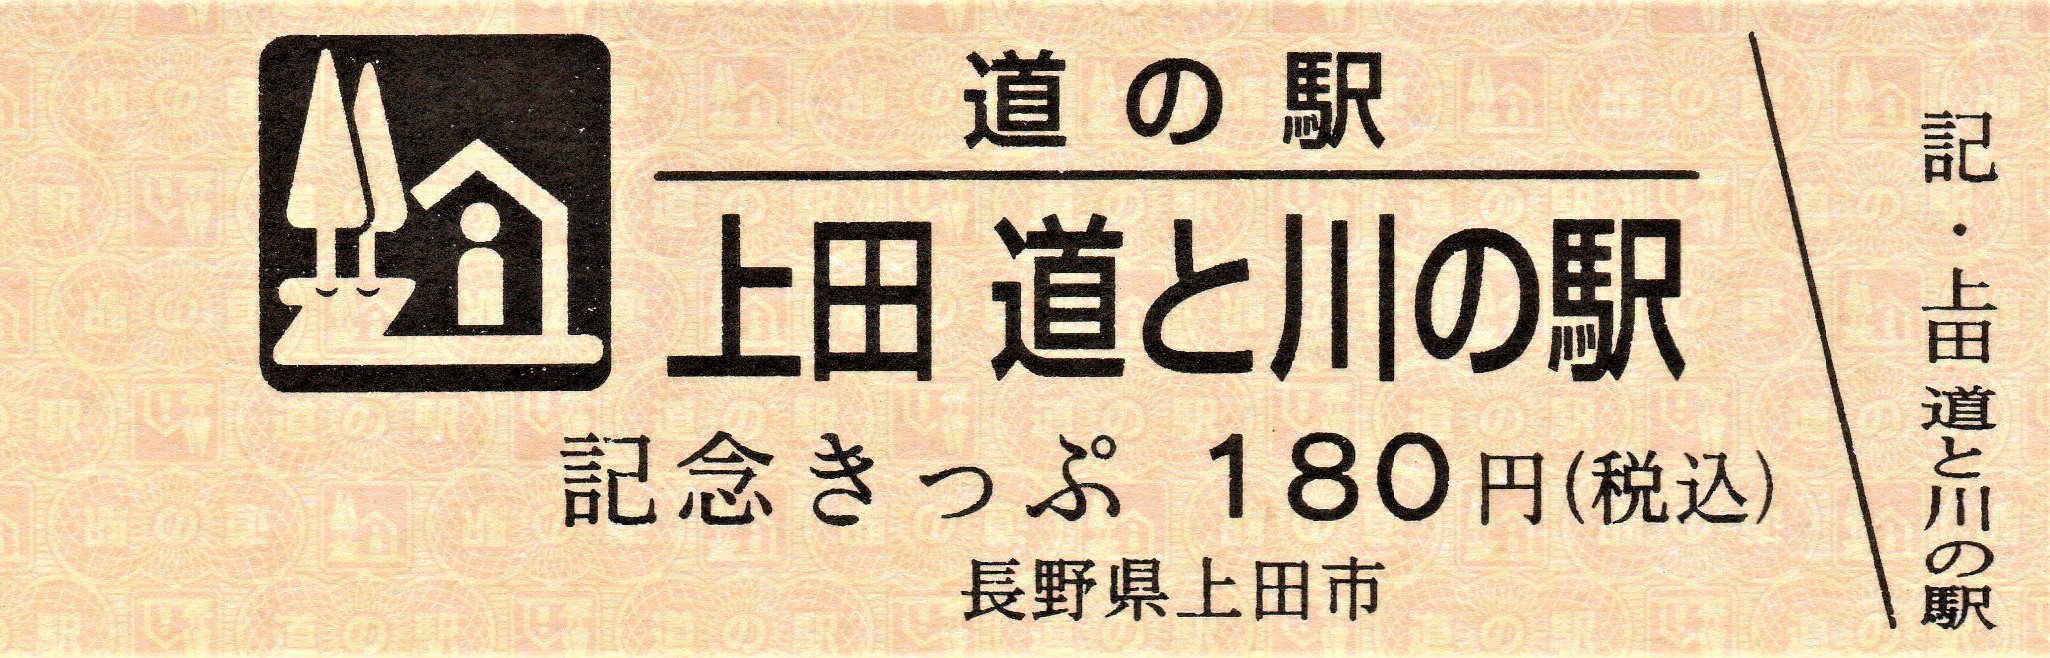 道の駅
上田 道と川の駅
記念きっぷ 180円(税込)
長野県上田市
記・上田 道と川の駅